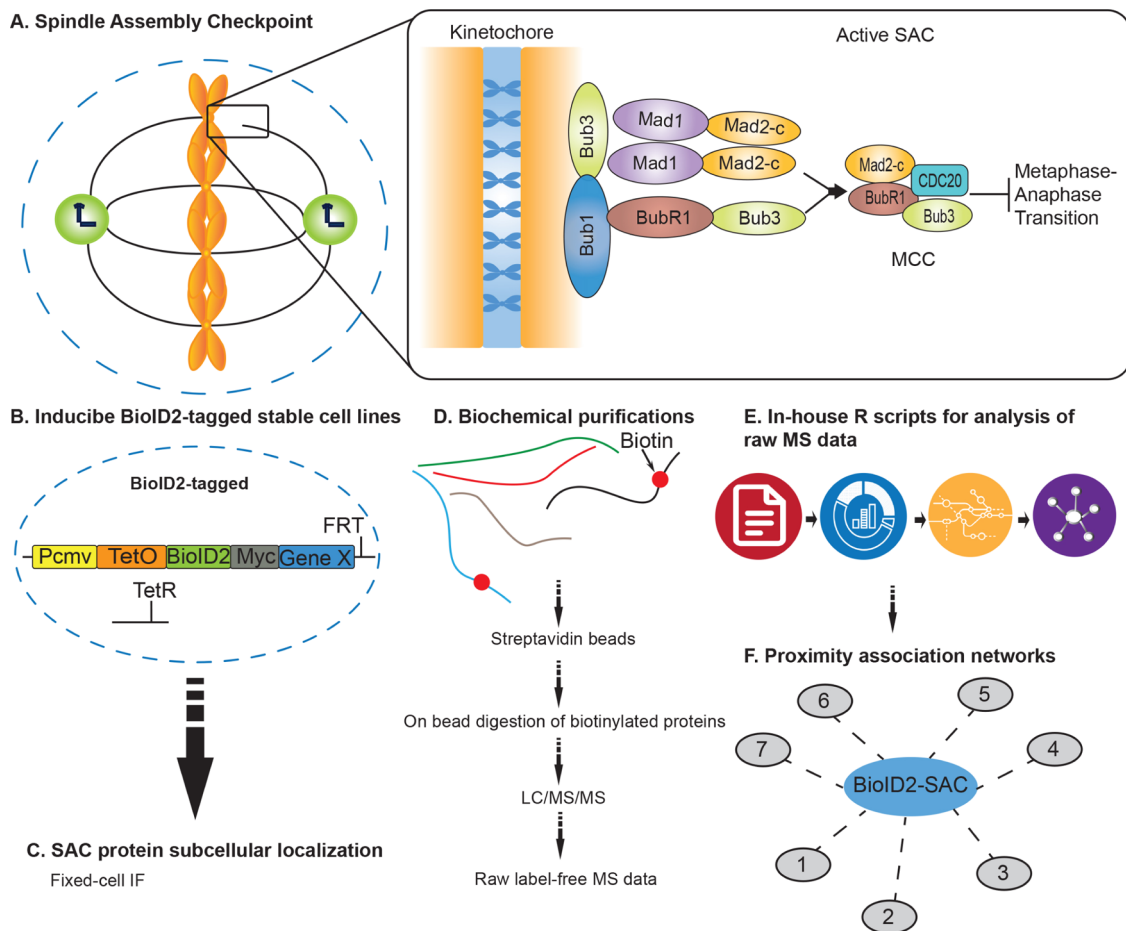 A. Spindle Assembly Checkpoint
Kinetochore
Active SAC
Bub3
Mad1
Mad2-c
Mad1
Mad2-c
Bub1
BubR1
Bub3
Mad2-c
CDC20
BubR1
Bub3
MCC
Metaphase-
Anaphase
Transition
B. Inducibe BioID2-tagged stable cell lines
BioID2-tagged
FRT
Pcmv
TetO
BioID2
Myc
Gene X
TetR
C. SAC protein subcellular localization
Fixed-cell IF
D. Biochemical purifications
Biotin
Streptavidin beads
On bead digestion of biotinylated proteins
LC/MS/MS
Raw label-free MS data
E. In-house R scripts for analysis of
raw MS data
F. Proximity association networks
6
5
7
4
BioID2-SAC
1
3
2